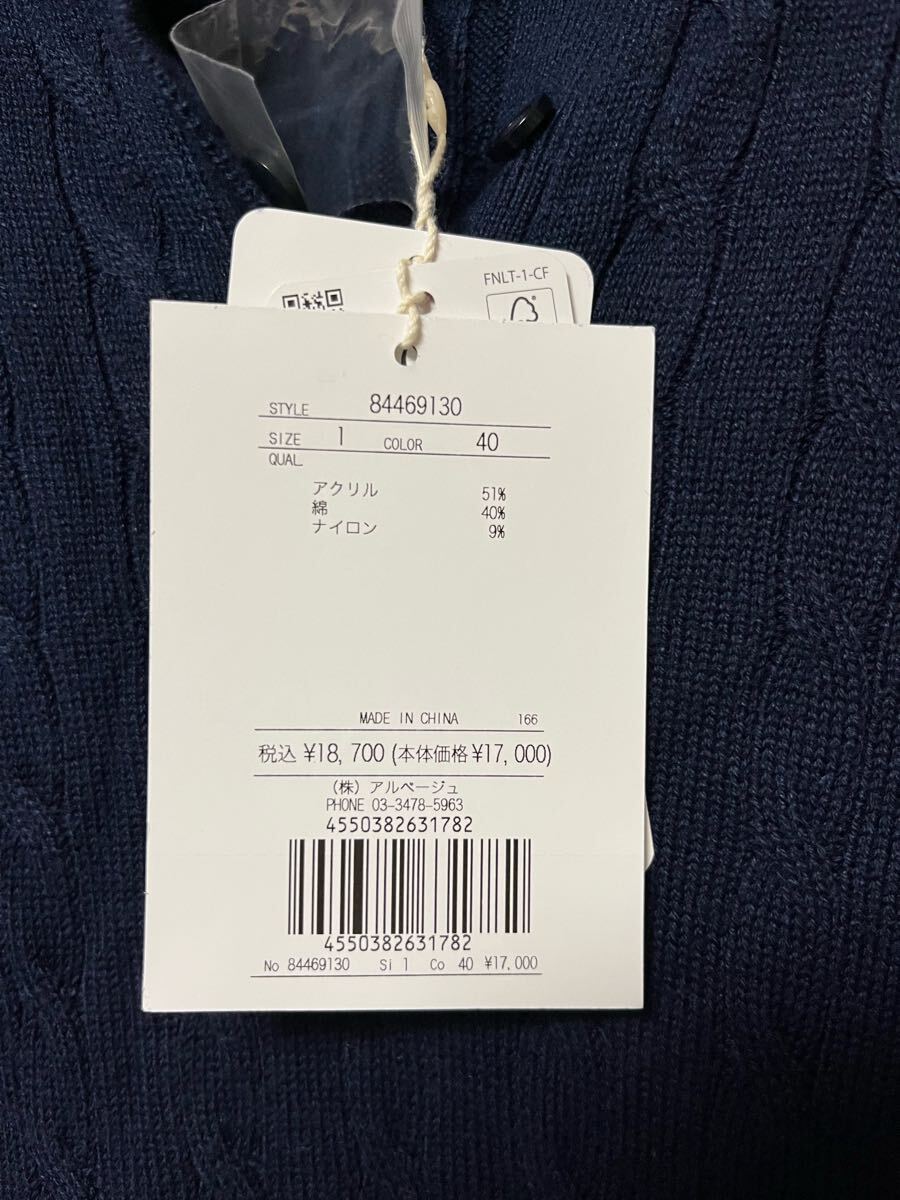 FNLT-1-CF
STYLE 84469130
SIZE 1 COLOR 40
QUAL
アクリル 51%
綿 40%
ナイロン 9%
MADE IN CHINA 166
税込 ¥18,700 (本体価格¥17,000)
(株) アルページュ
PHONE 03-3478-5963
4550382631782
4550382631782
No 84469130 Si 1 Co 40 ¥17,000